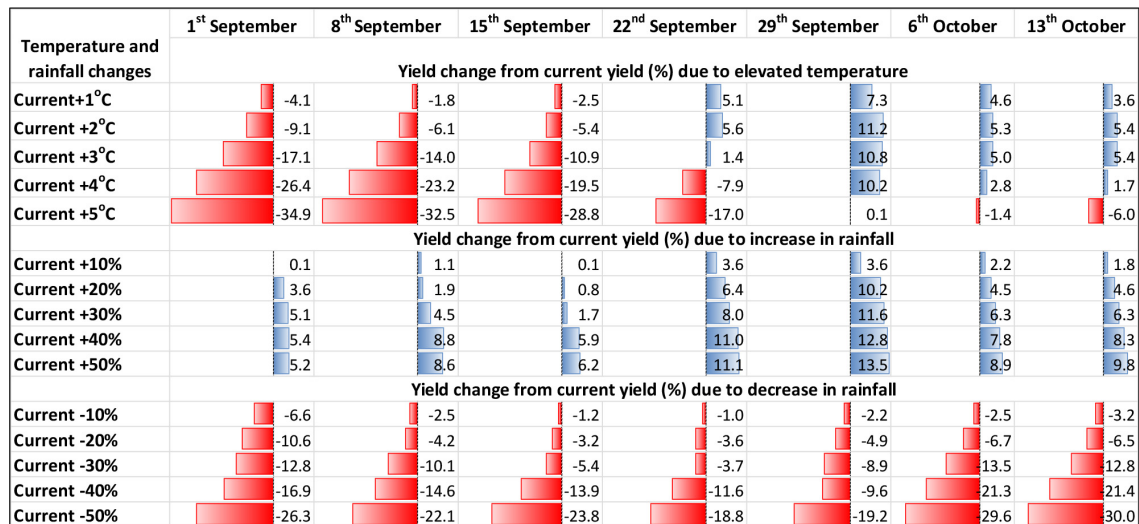 1st September 8th September 15th September 22nd September 29th September 6th October 13th October
Temperature and rainfall changes
Yield change from current yield (%) due to elevated temperature
Current+1°C -4.1 -1.8 -2.5 5.1 7.3 4.6 3.6
Current +2°C -9.1 -6.1 -5.4 5.6 11.2 5.3 5.4
Current +3°C -17.1 -14.0 -10.9 1.4 10.8 5.0 5.4
Current +4°C -26.4 -23.2 -19.5 -7.9 10.2 2.8 1.7
Current +5°C -34.9 -32.5 -28.8 -17.0 0.1 -1.4 -6.0
Yield change from current yield (%) due to increase in rainfall
Current +10% 0.1 1.1 0.1 3.6 3.6 2.2 1.8
Current +20% 3.6 1.9 0.8 6.4 10.2 4.5 4.6
Current +30% 5.1 4.5 1.7 8.0 11.6 6.3 6.3
Current +40% 5.4 8.8 5.9 11.0 12.8 7.8 8.3
Current +50% 5.2 8.6 6.2 11.1 13.5 8.9 9.8
Yield change from current yield (%) due to decrease in rainfall
Current -10% -6.6 -2.5 -1.2 -1.0 -2.2 -2.5 -3.2
Current -20% -10.6 -4.2 -3.2 -3.6 -4.9 -6.7 -6.5
Current -30% -12.8 -10.1 -5.4 -3.7 -8.9 -13.5 -12.8
Current -40% -16.9 -14.6 -13.9 -11.6 -9.6 -21.3 -21.4
Current -50% -26.3 -22.1 -23.8 -18.8 -19.2 -29.6 -30.0